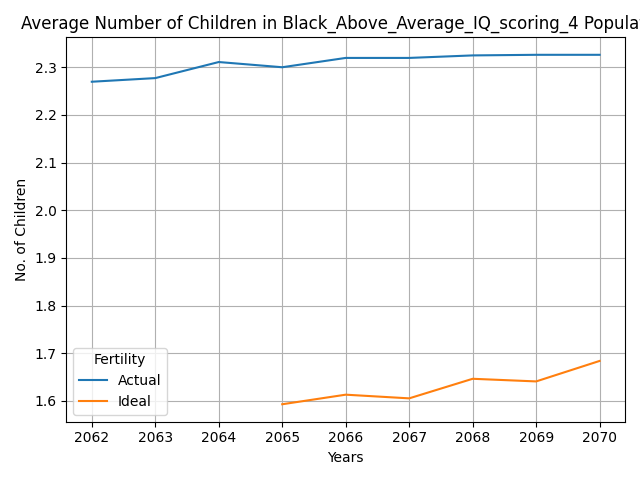 Average Number of Children in Black_Above_Average_IQ_scoring_4 Popula
2.3
2.2
2.1
2.0
1.9
1.8
1.7
1.6
No. of Children
Fertility
Actual
Ideal
2062 2063 2064 2065 2066 2067 2068 2069 2070
Years